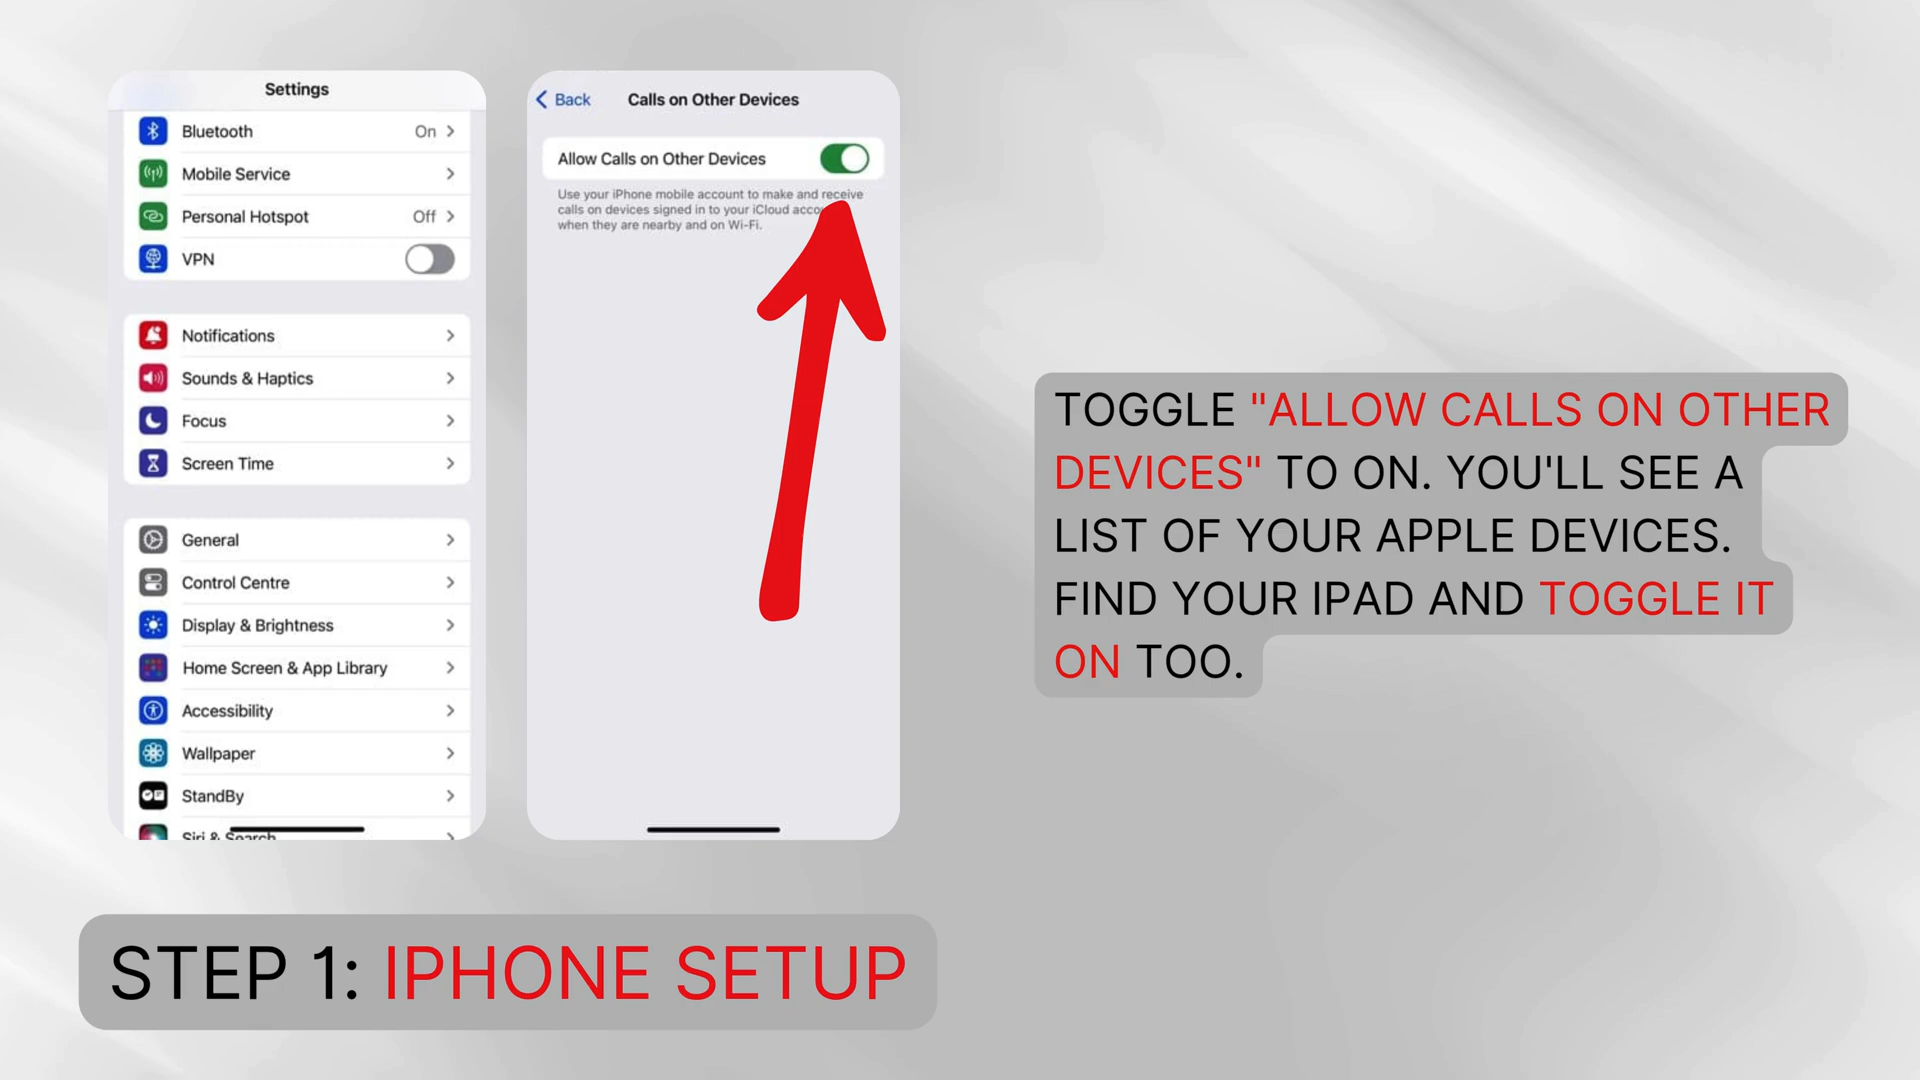 Settings
Bluetooth On
Mobile Service
Personal Hotspot Off
VPN
Notifications
Sounds & Haptics
Focus
Screen Time
General
Control Centre
Display & Brightness
Home Screen & App Library
Accessibility
Wallpaper
StandBy
Siri & Search
Back Calls on Other Devices
Allow Calls on Other Devices
Use your iPhone mobile account to make and receive
calls on devices signed in to your iCloud
when they are nearby and on Wi-Fi.
TOGGLE "ALLOW CALLS ON OTHER
DEVICES" TO ON. YOU'LL SEE A
LIST OF YOUR APPLE DEVICES.
FIND YOUR IPAD AND TOGGLE IT
ON TOO.
STEP 1: IPHONE SETUP